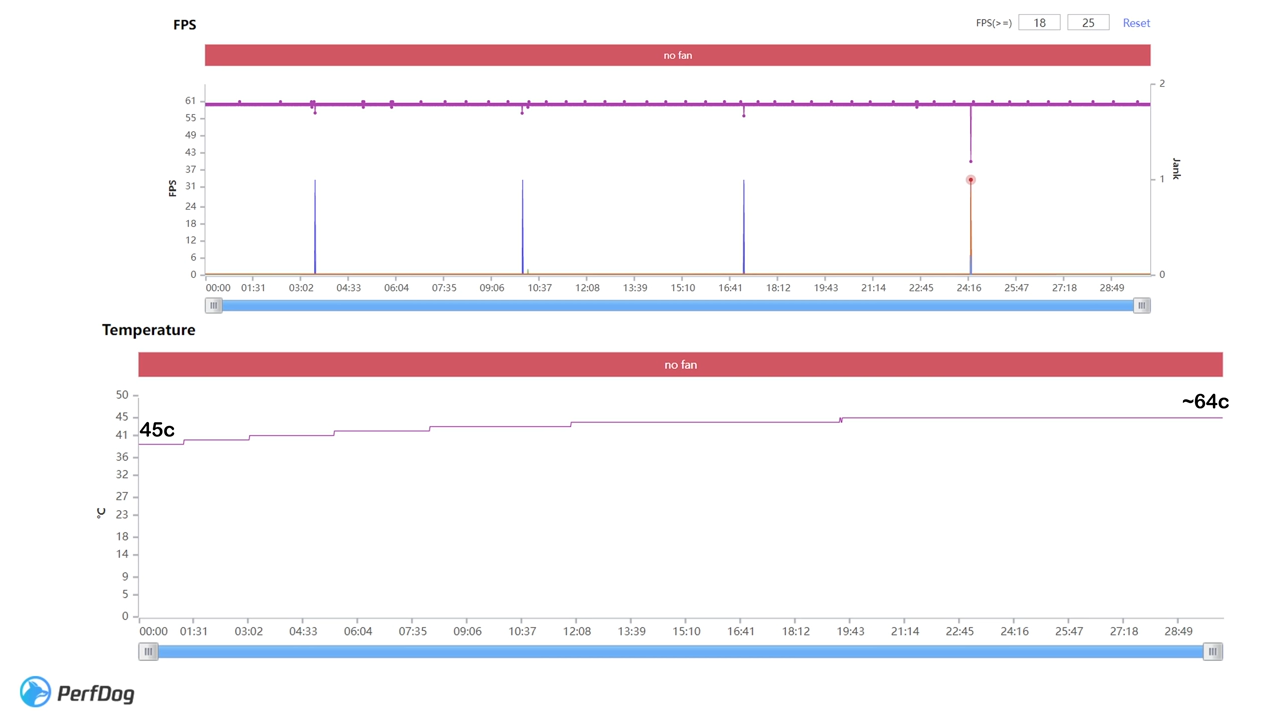 FPS
FPS(>=) 18 25 Reset
no fan
61
55
49
43
37
31
24
18
12
6
0
FPS
2
1
0
Jank
00:00 01:31 03:02 04:33 06:04 07:35 09:06 10:37 12:08 13:39 15:10 16:41 18:12 19:43 21:14 22:45 24:16 25:47 27:18 28:49
Temperature
no fan
50
45
41
36
32
27
23
18
14
9
5
0
°C
45c
~64c
00:00 01:31 03:02 04:33 06:04 07:35 09:06 10:37 12:08 13:39 15:10 16:41 18:12 19:43 21:14 22:45 24:16 25:47 27:18 28:49
PerfDog